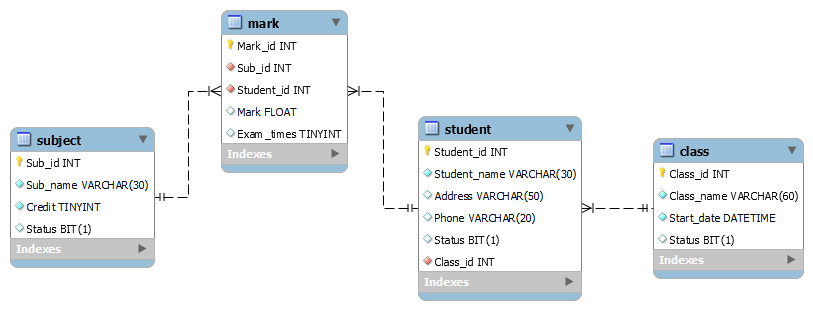 mark
Mark_id INT
Sub_id INT
Student_id INT
Mark FLOAT
Exam_times TINYINT
Indexes
subject
Sub_id INT
Sub_name VARCHAR(30)
Credit TINYINT
Status BIT(1)
Indexes
student
Student_id INT
Student_name VARCHAR(30)
Address VARCHAR(50)
Phone VARCHAR(20)
Status BIT(1)
Class_id INT
Indexes
class
Class_id INT
Class_name VARCHAR(60)
Start_date DATETIME
Status BIT(1)
Indexes